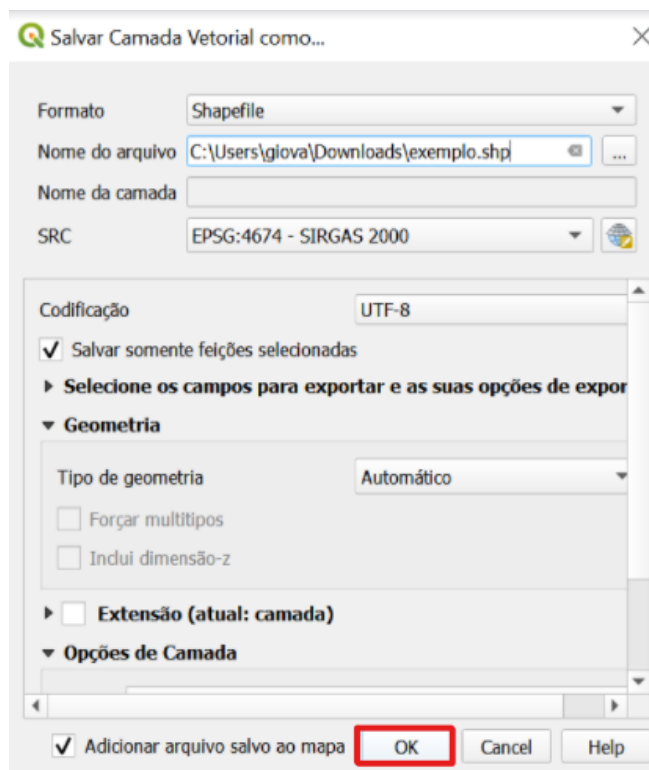 Salvar Camada Vetorial como...
Formato Shapefile
Nome do arquivo C:\Users\giova\Downloads\exemplo.shp ...
Nome da camada
SRC EPSG:4674 - SIRGAS 2000
Codificação UTF-8
Salvar somente feições selecionadas
Selecione os campos para exportar e as suas opções de expor
Geometria
Tipo de geometria Automático
Forçar multitipos
Inclui dimensão-z
Extensão (atual: camada)
Opções de Camada
Adicionar arquivo salvo ao mapa OK Cancel Help